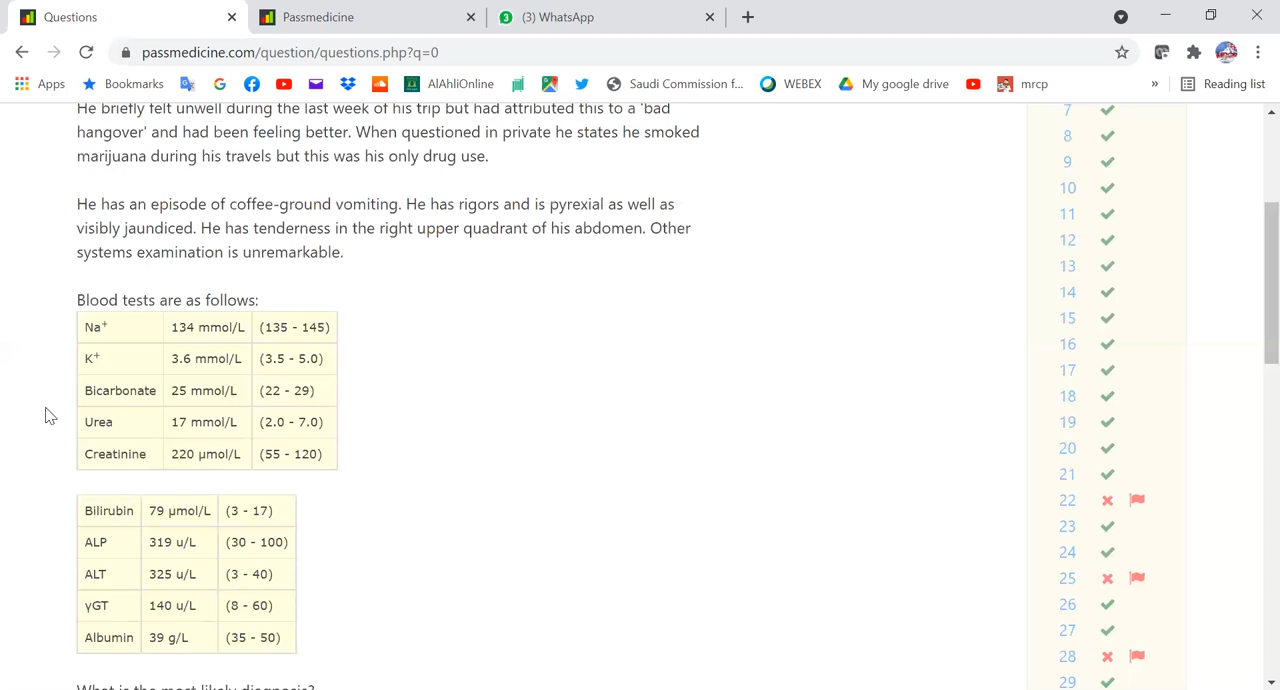 Questions
Passmedicine
(3) WhatsApp
3
passmedicine.com/question/questions.php?q=0
Apps
Bookmarks
AlAhliOnline
Saudi Commission f...
WEBEX
My google drive
mrcp
»
Reading list
He briefly felt unwell during the last week of his trip but had attributed this to a 'bad
hangover' and had been feeling better. When questioned in private he states he smoked
marijuana during his travels but this was his only drug use.
He has an episode of coffee-ground vomiting. He has rigors and is pyrexial as well as
visibly jaundiced. He has tenderness in the right upper quadrant of his abdomen. Other
systems examination is unremarkable.
Blood tests are as follows:
Na+ 134 mmol/L (135 - 145)
K+ 3.6 mmol/L (3.5 - 5.0)
Bicarbonate 25 mmol/L (22 - 29)
Urea 17 mmol/L (2.0 - 7.0)
Creatinine 220 µmol/L (55 - 120)
Bilirubin 79 µmol/L (3 - 17)
ALP 319 u/L (30 - 100)
ALT 325 u/L (3 - 40)
γGT 140 u/L (8 - 60)
Albumin 39 g/L (35 - 50)
What is the most likely diagnosis?
7
8
9
10
11
12
13
14
15
16
17
18
19
20
21
22
23
24
25
26
27
28
29